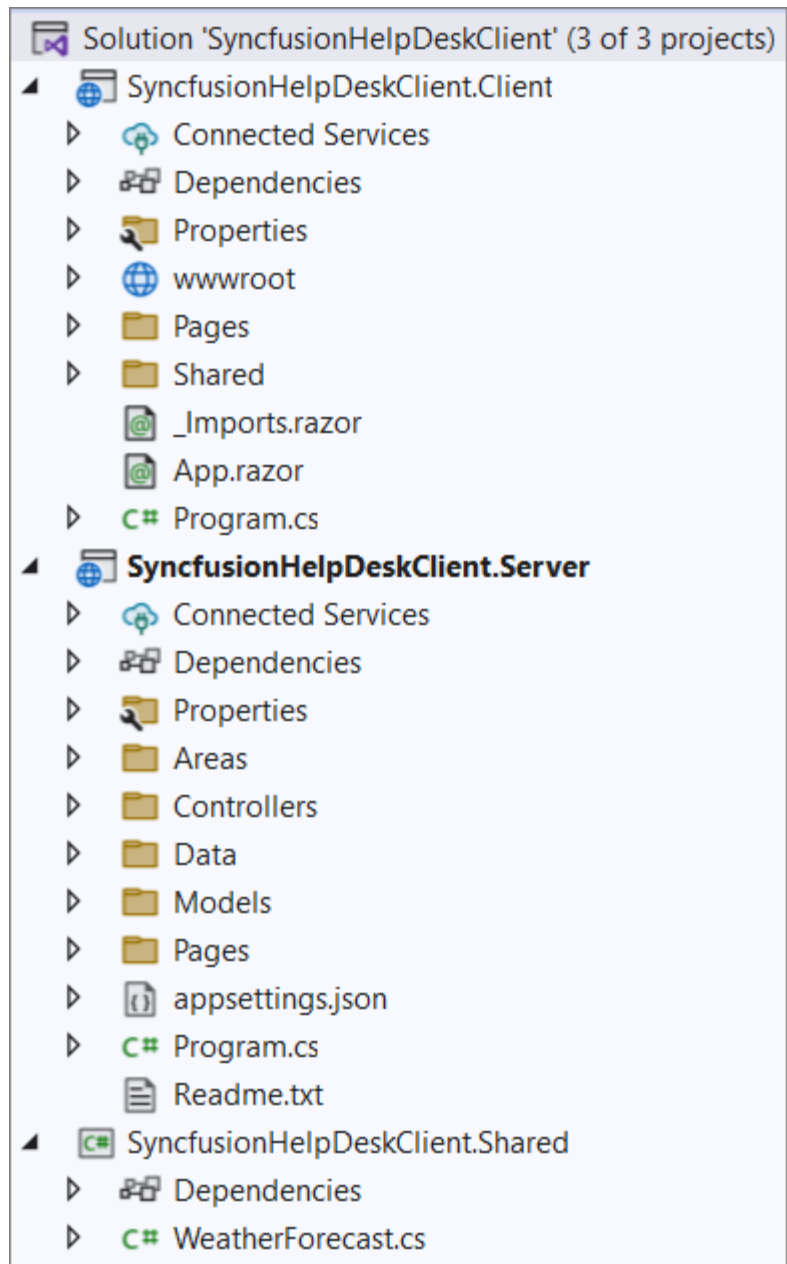 Solution 'SyncfusionHelpDeskClient' (3 of 3 projects)
SyncfusionHelpDeskClient.Client
Connected Services
Dependencies
Properties
wwwroot
Pages
Shared
_Imports.razor
App.razor
C# Program.cs
SyncfusionHelpDeskClient.Server
Connected Services
Dependencies
Properties
Areas
Controllers
Data
Models
Pages
appsettings.json
C# Program.cs
Readme.txt
C# SyncfusionHelpDeskClient.Shared
Dependencies
C# WeatherForecast.cs